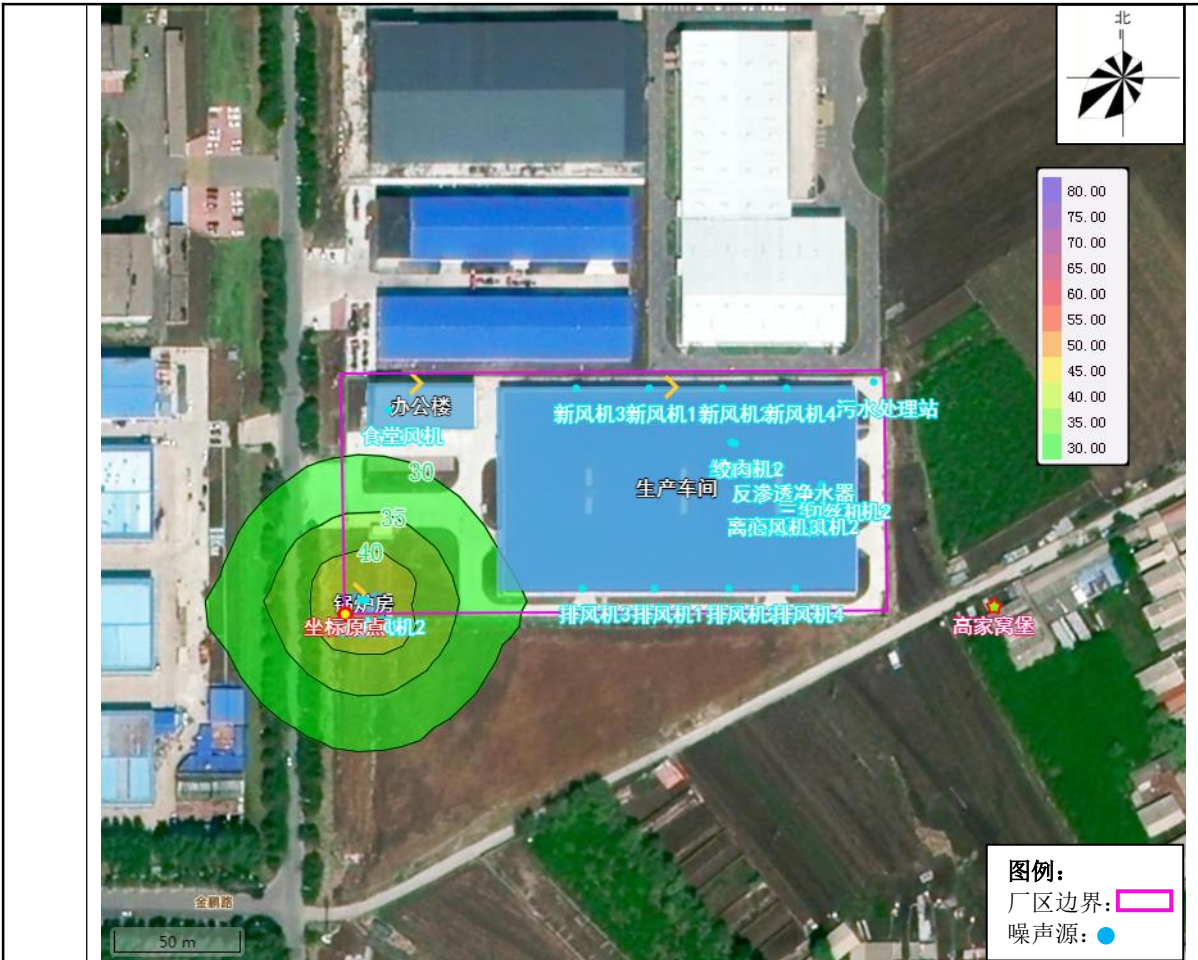 北
80.00
75.00
70.00
65.00
60.00
55.00
50.00
45.00
40.00
35.00
30.00
办公楼
食堂风机
新风机3
新风机1
新风机2
新风机4
污水处理站
绞肉机2
生产车间
反渗透净水器
离心风机
机2
30
35
40
锅炉房
坐标原点
机2
排风机3
排风机1
排风机
排风机4
高家窝堡
金鹏路
50 m
图例：
厂区边界：
噪声源：